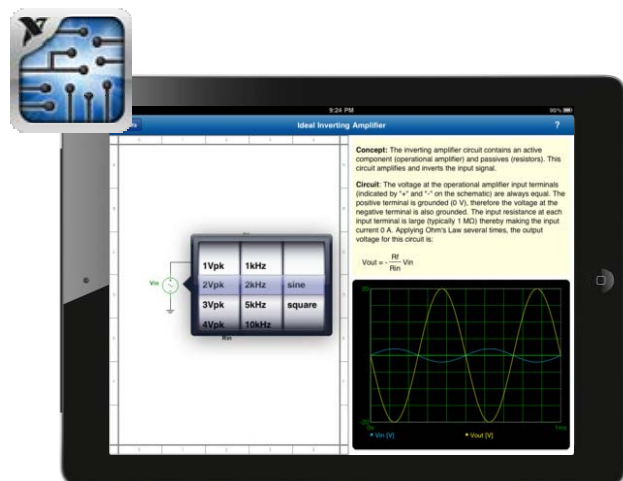 9:24 PM
90%
Ideal Inverting Amplifier
?
Concept: The inverting amplifier circuit contains an active
component (operational amplifier) and passives (resistors). This
circuit amplifies and inverts the input signal.
Circuit: The voltage at the operational amplifier input terminals
(indicated by "+" and "-" on the schematic) are always equal. The
positive terminal is grounded (0 V), therefore the voltage at the
negative terminal is also grounded. The input resistance at each
input terminal is large (typically 1 MΩ) thereby making the input
current 0 A. Applying Ohm's Law several times, the output
voltage for this circuit is:
Vout = - Rf
Rin Vin
1Vpk 1kHz
Vin 2Vpk 2kHz sine
3Vpk 5kHz square
4Vpk 10kHz
Rin
Vin [V] Vout [V]